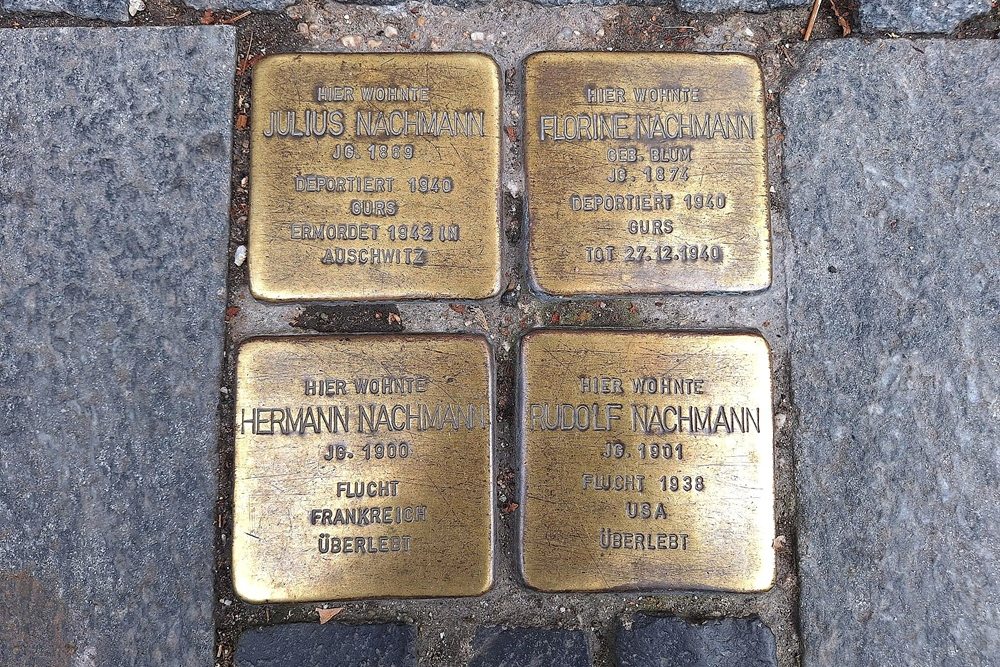 HIER WOHNTE
JULIUS NACHMANN
JG. 1869
DEPORTIERT 1940
GURS
ERMORDET 1942 IN
AUSCHWITZ
HIER WOHNTE
FLORINE NACHMANN
GEB. BLUM
JG. 1874
DEPORTIERT 1940
GURS
TOT 27.12.1940
HIER WOHNTE
HERMANN NACHMANN
JG. 1900
FLUCHT
FRANKREICH
ÜBERLEBT
HIER WOHNTE
RUDOLF NACHMANN
JG. 1901
FLUCHT 1938
USA
ÜBERLEBT